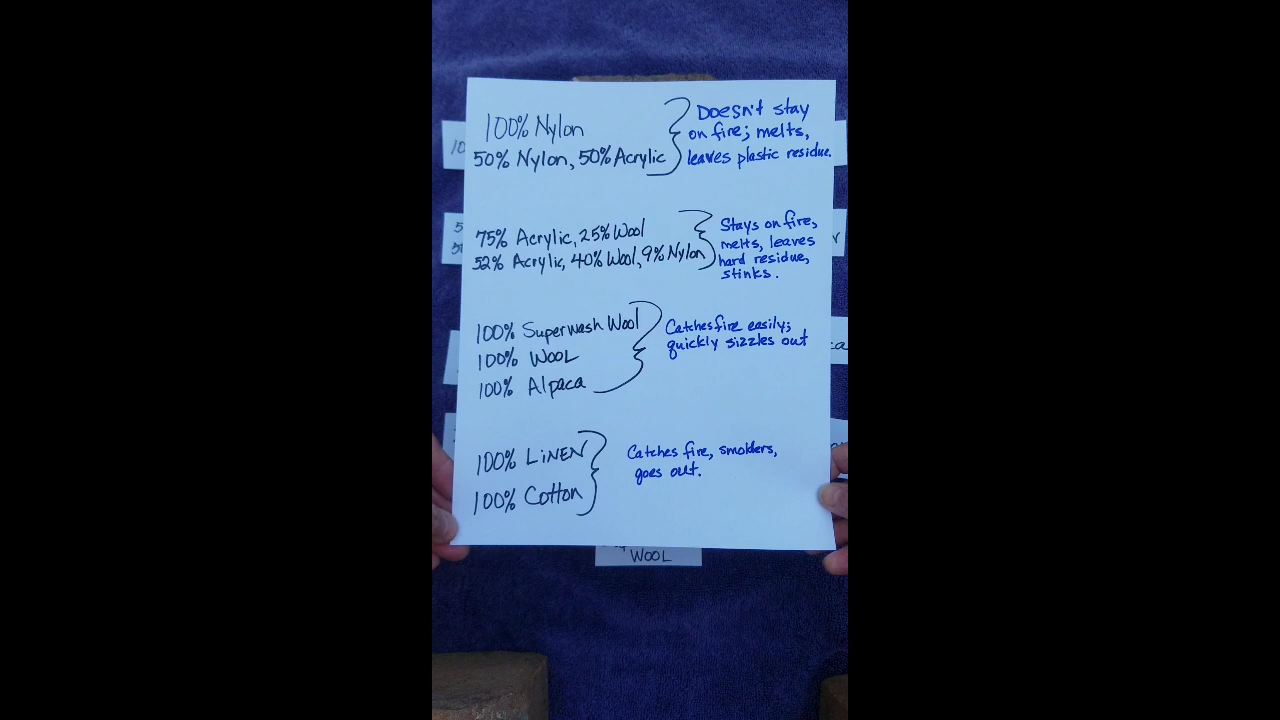 100% Nylon
50% Nylon, 50% Acrylic
Doesn't stay
on fire; melts,
leaves plastic residue.
75% Acrylic, 25% Wool
52% Acrylic, 40% Wool, 9% Nylon
Stays on fire,
melts, leaves
hard residue,
stinks.
100% Superwash Wool
100% WOOL
100% Alpaca
Catches fire easily;
quickly sizzles out
100% LiNEN
100% Cotton
Catches fire, smolders,
goes out.
WOOL